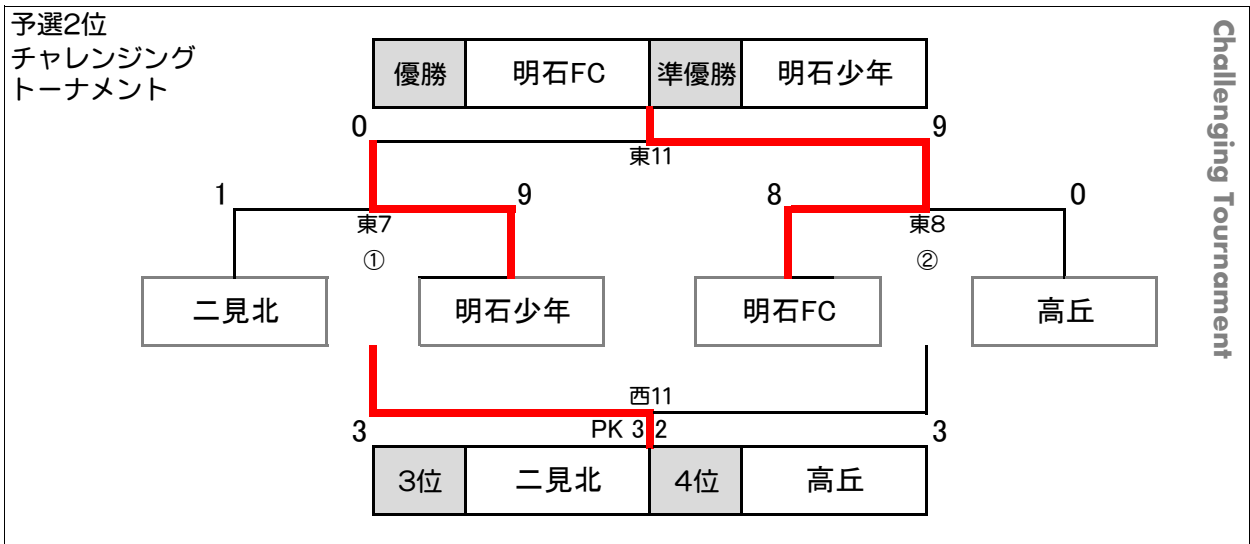 予選2位
チャレンジング
トーナメント
Challenging Tournament
優勝 明石FC 準優勝 明石少年
0 9
東11
1 9 8 0
東7 東8
① ②
二見北 明石少年 明石FC 高丘
西11
3 PK 3 2 3
3位 二見北 4位 高丘